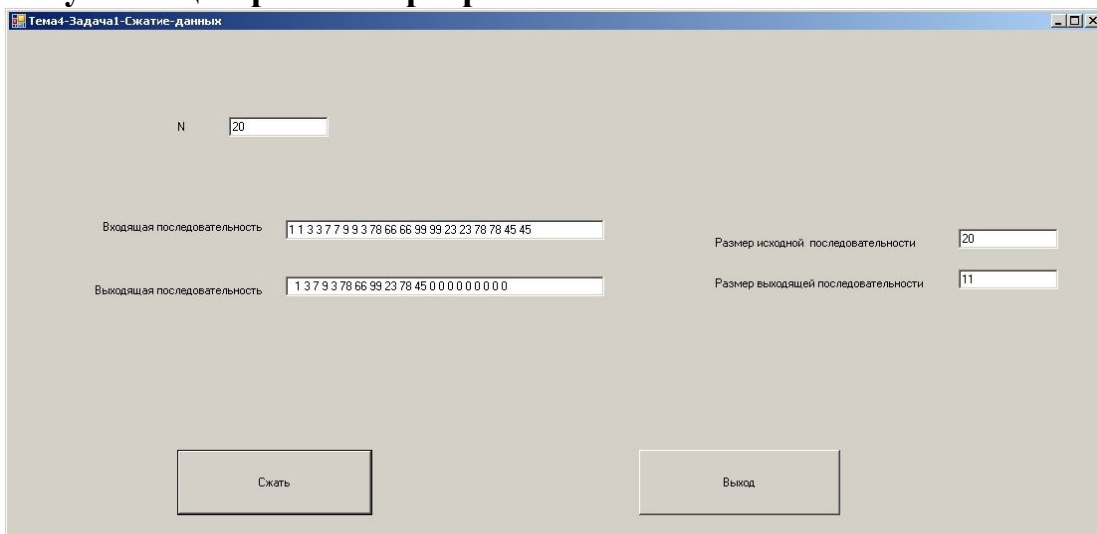 Тема4-Задача1-Сжатие-данных
N 20
Входящая последовательность 1 1 3 3 7 7 9 9 3 78 66 66 99 99 23 23 78 78 45 45
Размер исходной последовательности 20
Выходящая последовательность 1 3 7 9 3 78 66 99 23 78 45 0 0 0 0 0 0 0 0 0
Размер выходящей последовательности 11
Сжать Выход